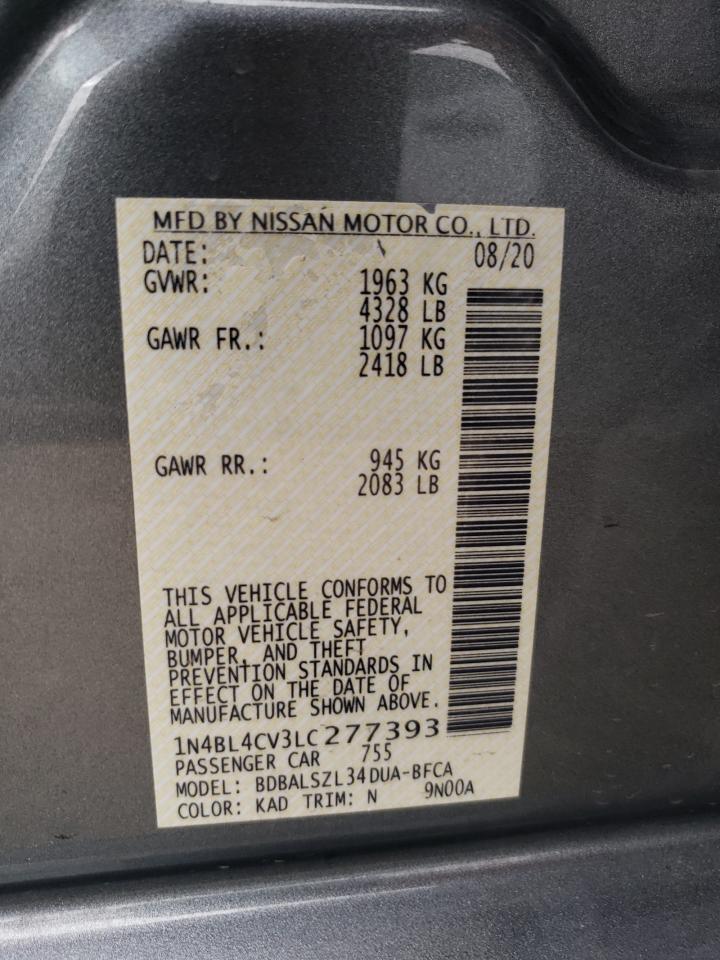 MFD BY NISSAN MOTOR CO., LTD.
DATE: 08/20
GVWR: 1963 KG
4328 LB
GAWR FR.: 1097 KG
2418 LB
GAWR RR.: 945 KG
2083 LB
THIS VEHICLE CONFORMS TO
ALL APPLICABLE FEDERAL
MOTOR VEHICLE SAFETY,
BUMPER, AND THEFT
PREVENTION STANDARDS IN
EFFECT ON THE DATE OF
MANUFACTURE SHOWN ABOVE.
1N4BL4CV3LC277393
PASSENGER CAR 755
MODEL: BDBALSZL34DUA-BFCA
COLOR: KAD TRIM: N 9N00A